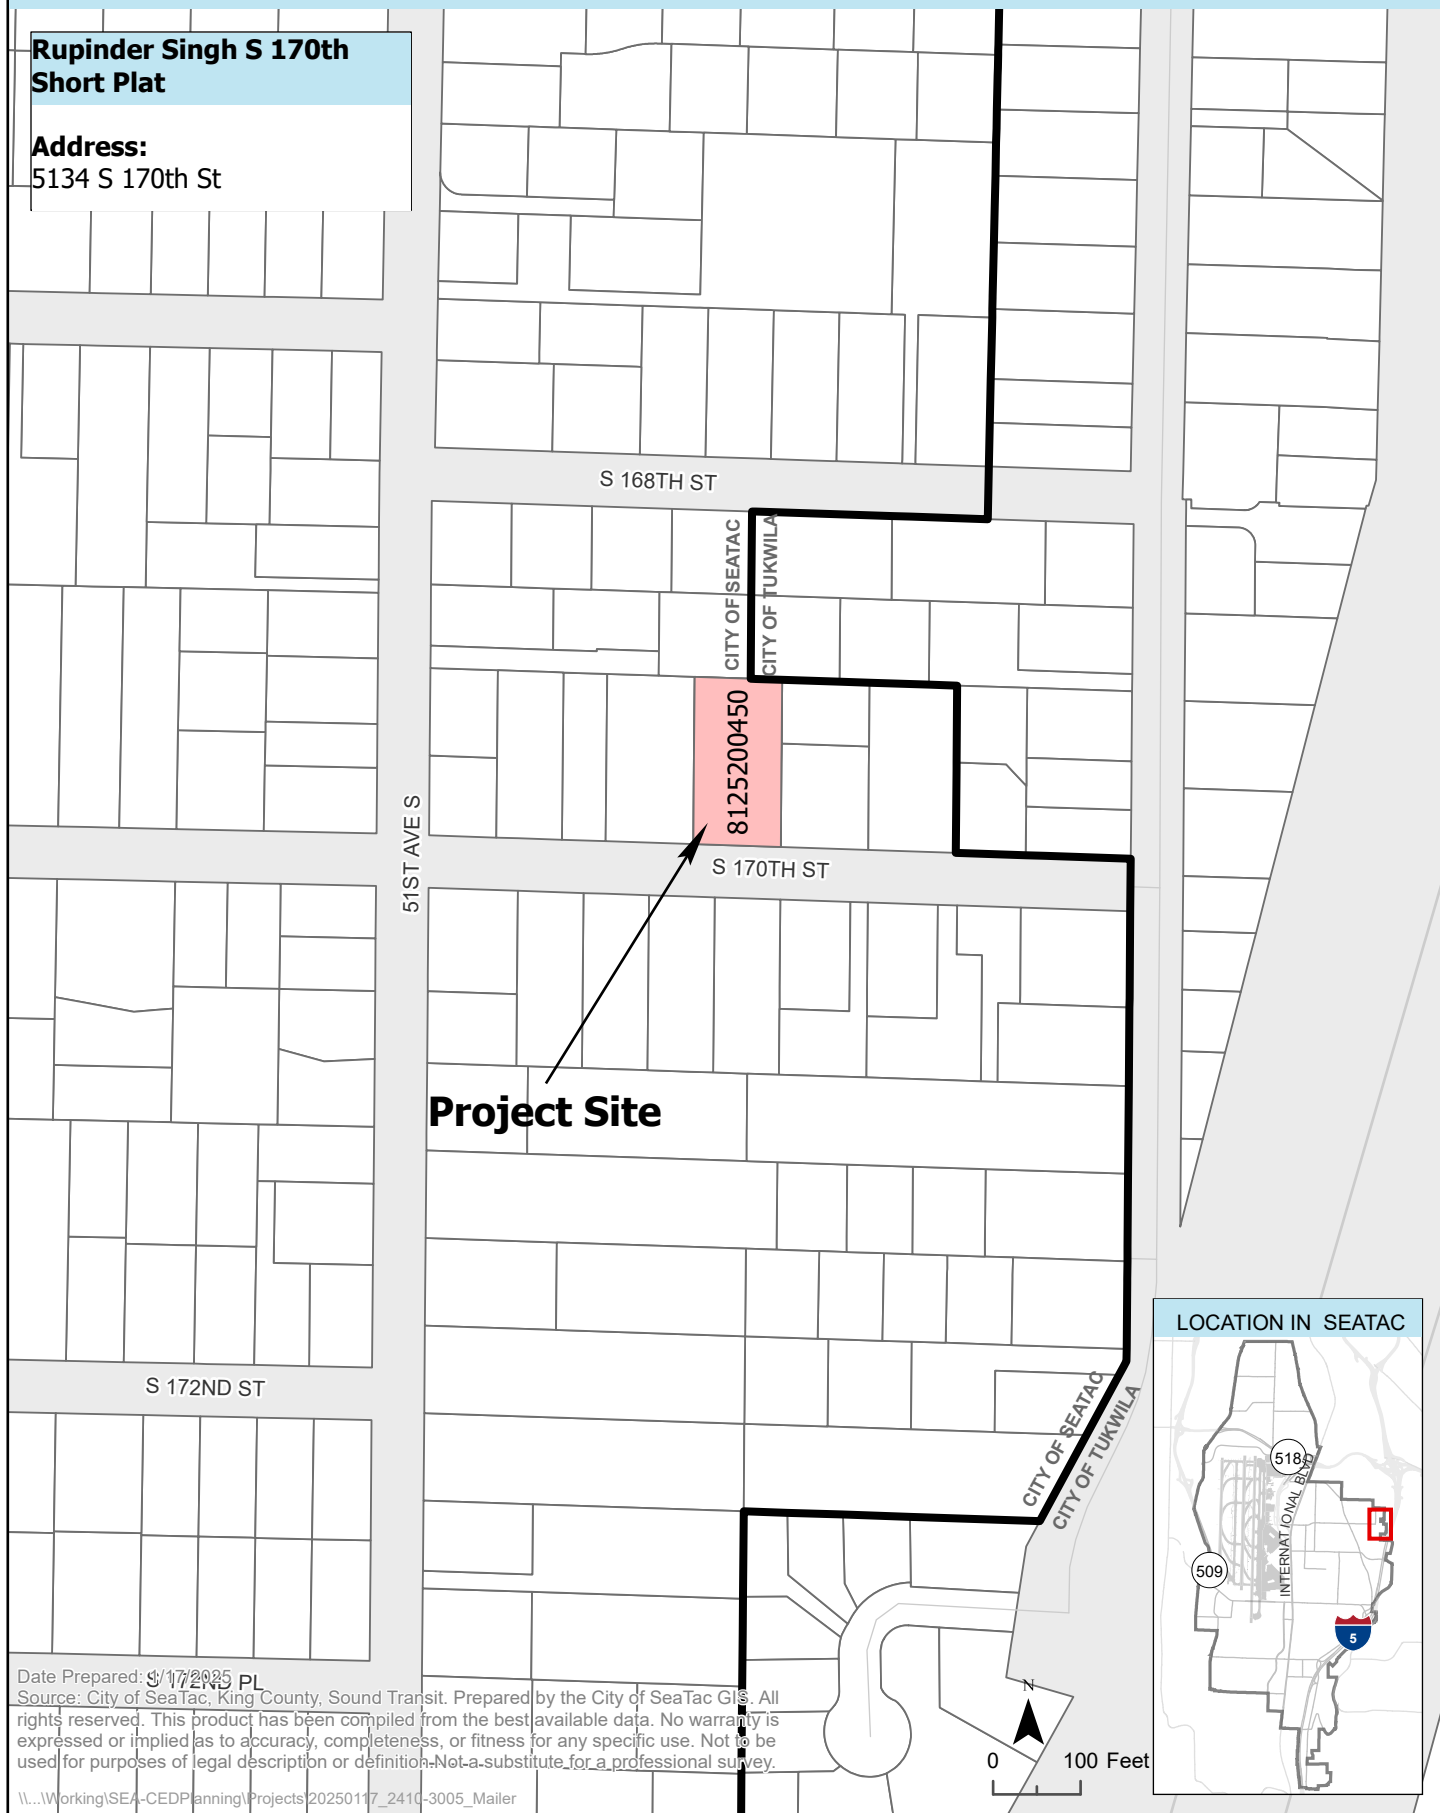 Rupinder Singh S 170th
Short Plat
Address:
5134 S 170th St
S 168TH ST
CITY OF SEATAC
CITY OF TUKWILA
8125200450
51ST AVE S
S 170TH ST
Project Site
LOCATION IN  SEATAC
S 172ND ST
CITY OF SEATAC
CITY OF TUKWILA
518
INTERNATIONAL BLVD
509
5
S 172ND PL
Date Prepared: 1/17/2025
Source: City of SeaTac, King County, Sound Transit. Prepared by the City of SeaTac GIS. All
rights reserved. This product has been compiled from the best available data. No warranty is
expressed or implied as to accuracy, completeness, or fitness for any specific use. Not to be
used for purposes of legal description or definition. Not a substitute for a professional survey.
N
0 100 Feet
\\...\Working\SEA-CEDPlanning\Projects\20250117_2410-3005_Mailer